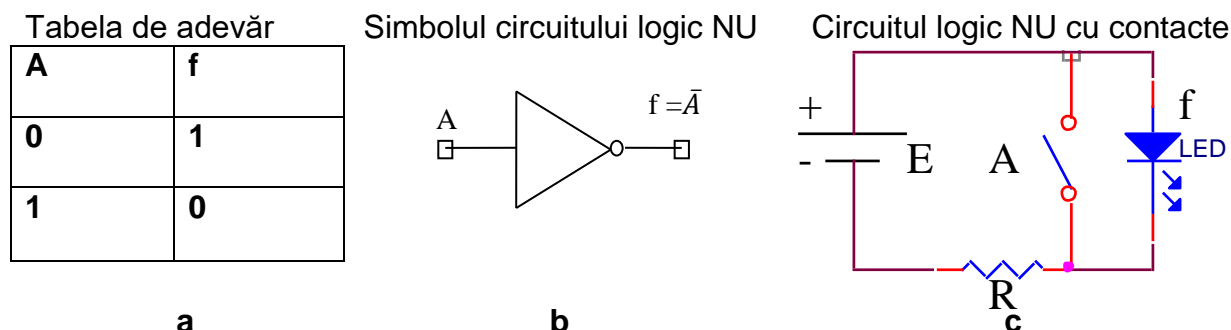 Tabela de adevăr
Simbolul circuitului logic NU
Circuitul logic NU cu contacte
A f
0 1
1 0
A
f =Ā
+
-
E
A
f
LED
R
a
b
c